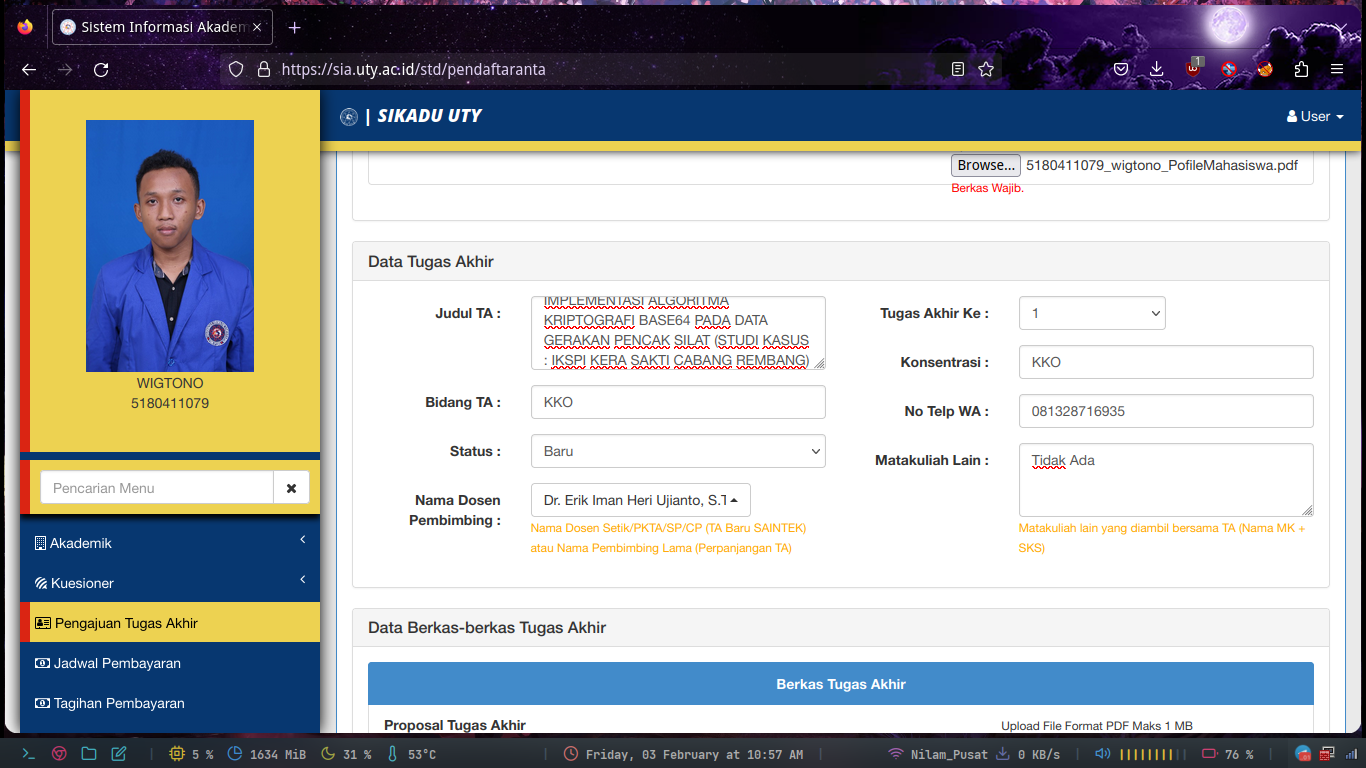 Sistem Informasi Akadem
https://sia.uty.ac.id/std/pendaftaranta
1
| SIKADU UTY
User
WIGTONO
5180411079
Pencarian Menu
Akademik
Kuesioner
Pengajuan Tugas Akhir
Jadwal Pembayaran
Tagihan Pembayaran
Browse... 5180411079_wigtono_PofileMahasiswa.pdf
Berkas Wajib.
Data Tugas Akhir
Judul TA :
IMPLEMENTASI ALGORITMA
KRIPTOGRAFI BASE64 PADA DATA
GERAKAN PENCAK SILAT (STUDI KASUS
: IKSPI KERA SAKTI CABANG REMBANG)
Bidang TA : KKO
Status : Baru
Nama Dosen
Pembimbing :
Dr. Erik Iman Heri Ujianto, S.T
Nama Dosen Setik/PKTA/SP/CP (TA Baru SAINTEK)
atau Nama Pembimbing Lama (Perpanjangan TA)
Tugas Akhir Ke : 1
Konsentrasi : KKO
No Telp WA : 081328716935
Matakuliah Lain : Tidak Ada
Matakuliah lain yang diambil bersama TA (Nama MK +
SKS)
Data Berkas-berkas Tugas Akhir
Berkas Tugas Akhir
Proposal Tugas Akhir Upload File Format PDF Maks 1 MB
5 % 1634 MiB 31 % 53°C Friday, 03 February at 10:57 AM Nilam_Pusat 0 KB/s 76 %